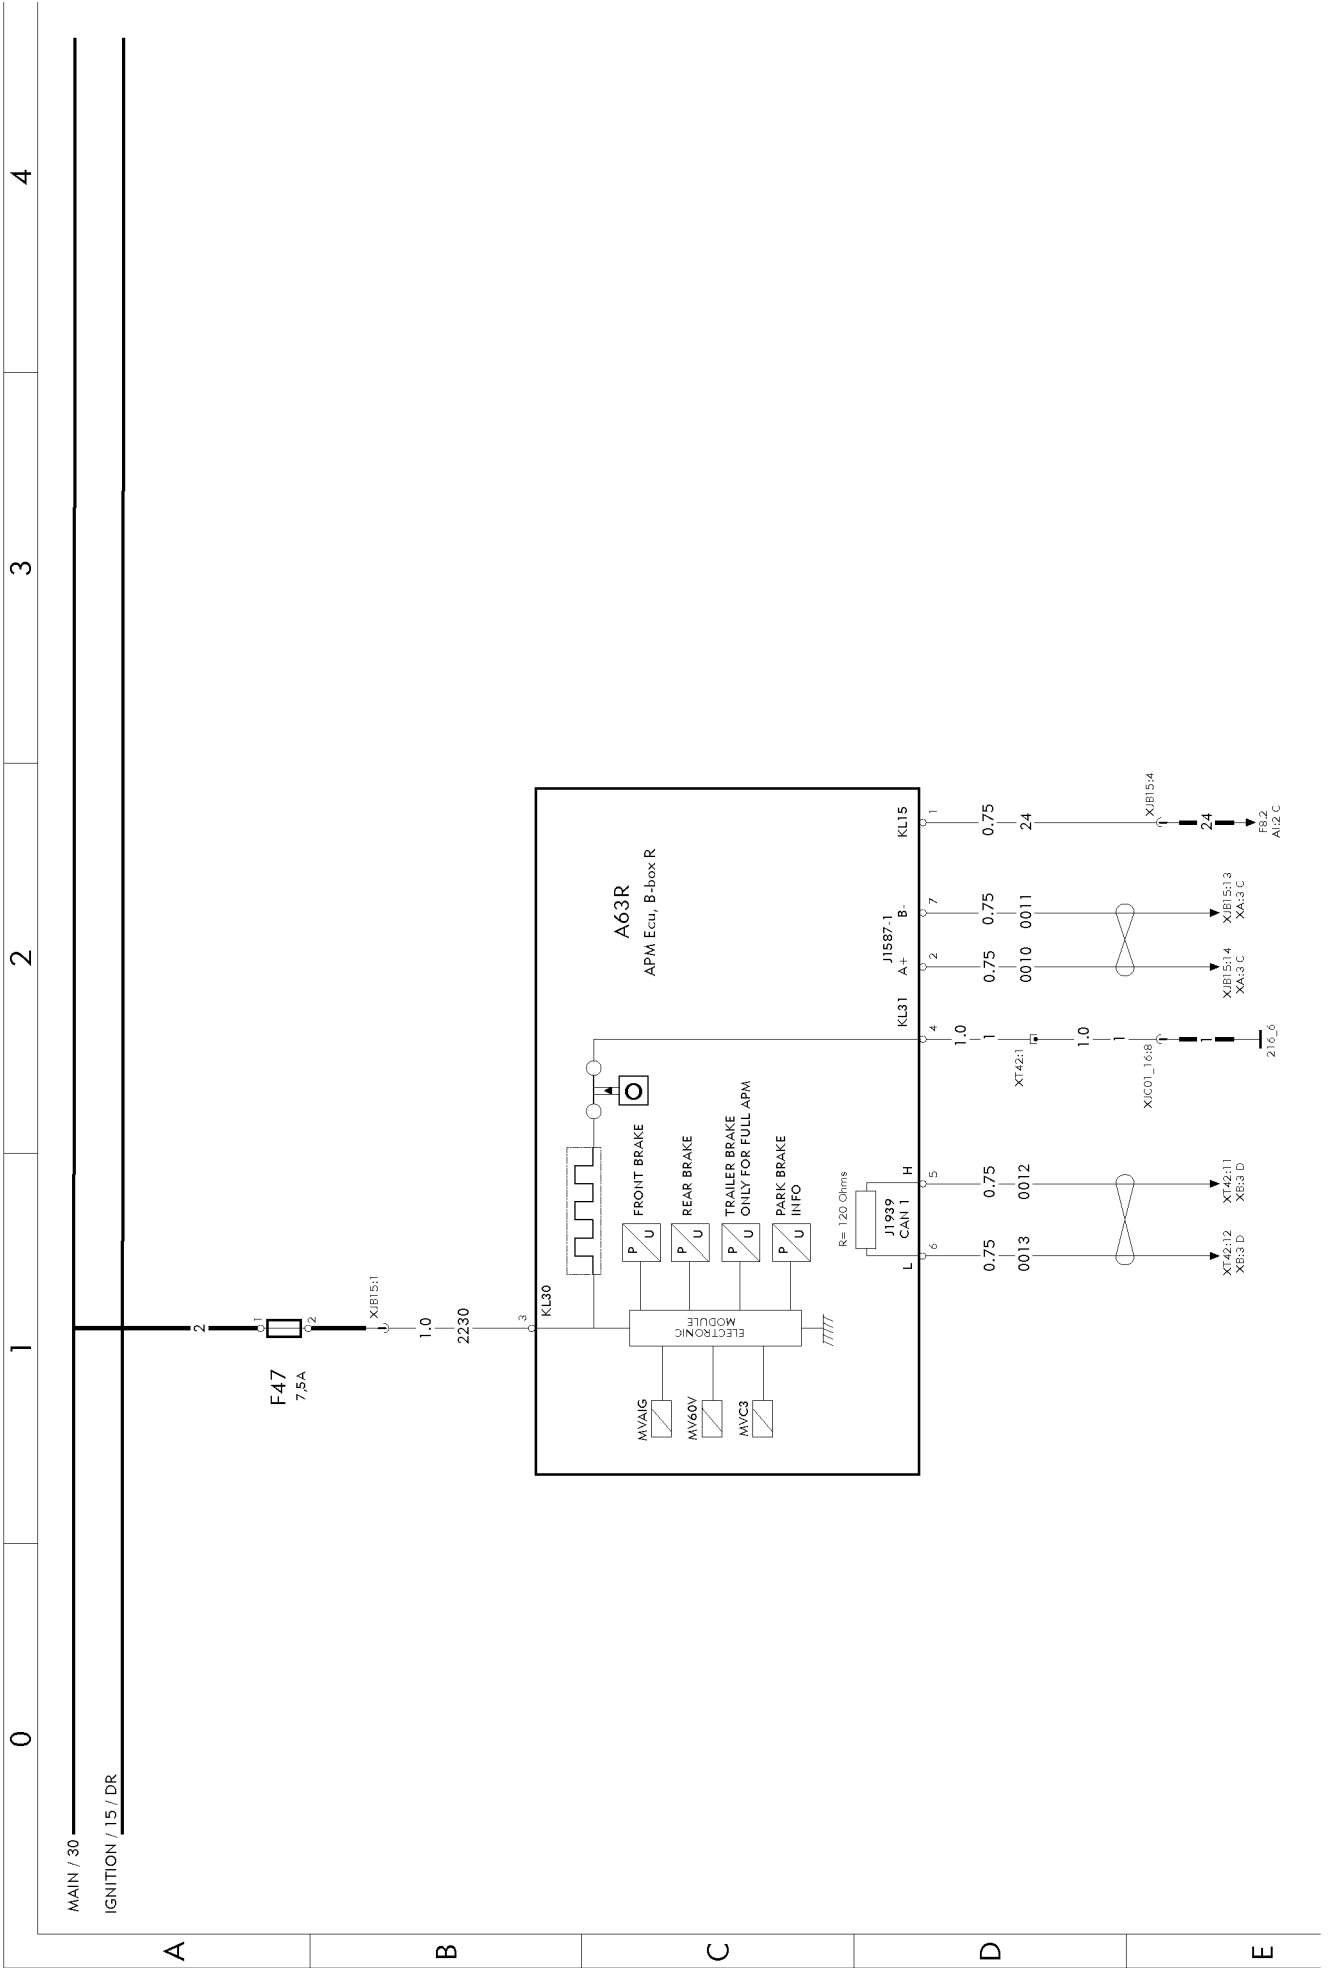 0
1
2
3
4
A
B
C
D
E
MAIN / 30
IGNITION / 15 / DR
2
1
F47
7,5A
2
XJB15:1
1.0
2230
3
KL30
A63R
APM Ecu, B-box R
MVAIG
MV60V
MVC3
ELECTRONIC
MODULE
P
U
FRONT BRAKE
P
U
REAR BRAKE
P
U
TRAILER BRAKE
ONLY FOR FULL APM
P
U
PARK BRAKE
INFO
R= 120 Ohms
J1939
CAN 1
L
H
KL31
J1587-1
A+
B-
KL15
6
5
4
2
7
1
0.75
0013
0.75
0012
1.0
1
XT42:1
1.0
1
XJC01_16:8
0.75
0010
0.75
0011
0.75
24
XJB15:4
1
24
XT42:12
XB:3 D
XT42:11
XB:3 D
216_6
XJB15:14
XA:3 C
XJB15:13
XA:3 C
F8.2
AI:2 C